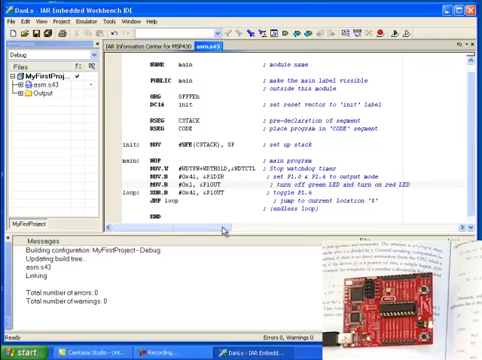 DanLo - IAR Embedded Workbench IDE
File Edit View Project Emulator Tools Window Help
Workspace
IAR Information Center for MSP430 asm.s43
Debug
Files
MyFirstProj...
asm.s43
Output
NAME main ; module name
PUBLIC main ; make the main label vissible
; outside this module
ORG 0FFFEh
DC16 init ; set reset vector to 'init' label
RSEG CSTACK ; pre-declaration of segment
RSEG CODE ; place program in 'CODE' segment
init: MOV #SFE(CSTACK), SP ; set up stack
main: NOP ; main program
MOV.W #WDTPW+WDTHOLD,&WDTCTL ; Stop watchdog timer
MOV.B #0x41, &P1DIR ; set P1.0 & P1.6 to output mode
MOV.B #0x1, &P1OUT ; turn off green LED and turn on red LED
loop: XOR.B #0x41, &P1OUT ; toggle P1.6
JMP loop ; jump to current location '$'
; (endless loop)
END
MyFirstProj
Messages
Building configuration: MyFirstProj - Debug
Updating build tree...
asm.s43
Linking
Total number of errors: 0
Total number of warnings: 0
Ready
Errors 0, Warnings 0
start
Camtasia Studio - Unt...
Recording...
DanLo - IAR Embedd...